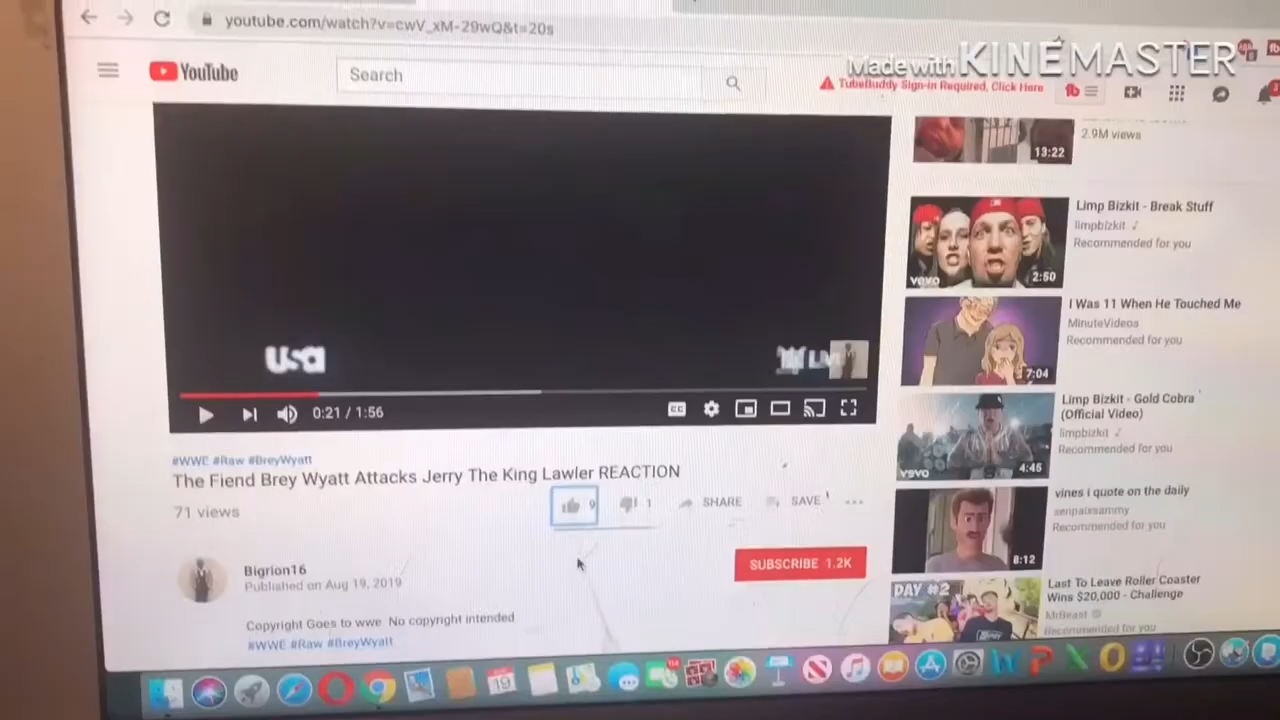 youtube.com/watch?v=cwV_xM-29wQ&t=20s
Made with KINEMASTER
YouTube
Search
TubeBuddy Sign-in Required, Click Here
2.9M views
13:22
Limp Bizkit - Break Stuff
limpbizkit
Recommended for you
vevo
2:50
I Was 11 When He Touched Me
MinuteVideos
Recommended for you
7:04
Limp Bizkit - Gold Cobra
(Official Video)
limpbizkit
Recommended for you
vevo
4:45
vines i quote on the daily
xenpaixsammy
Recommended for you
8:12
DAY #2
Last To Leave Roller Coaster
Wins $20,000 - Challenge
MrBeast
Recommended for you
usa
LIVE
0:21 / 1:56
CC
#WWE #Raw #BreyWyatt
The Fiend Brey Wyatt Attacks Jerry The King Lawler REACTION
71 views
9
1
SHARE
SAVE
Bigrion16
Published on Aug 19, 2019
SUBSCRIBE 1.2K
Copyright Goes to wwe. No copyright intended
#WWE #Raw #BreyWyatt
19